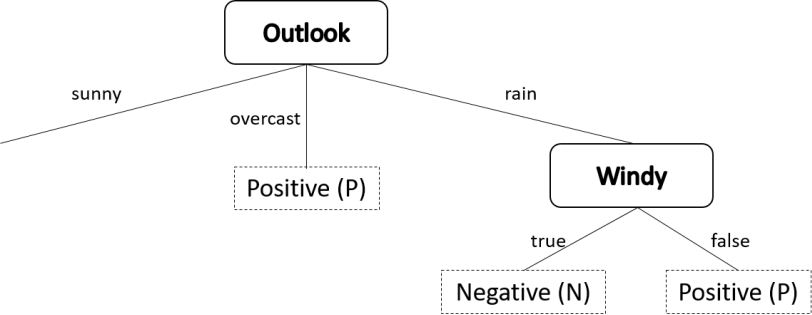 Outlook
sunny
overcast
rain
Positive (P)
Windy
true
false
Negative (N)
Positive (P)